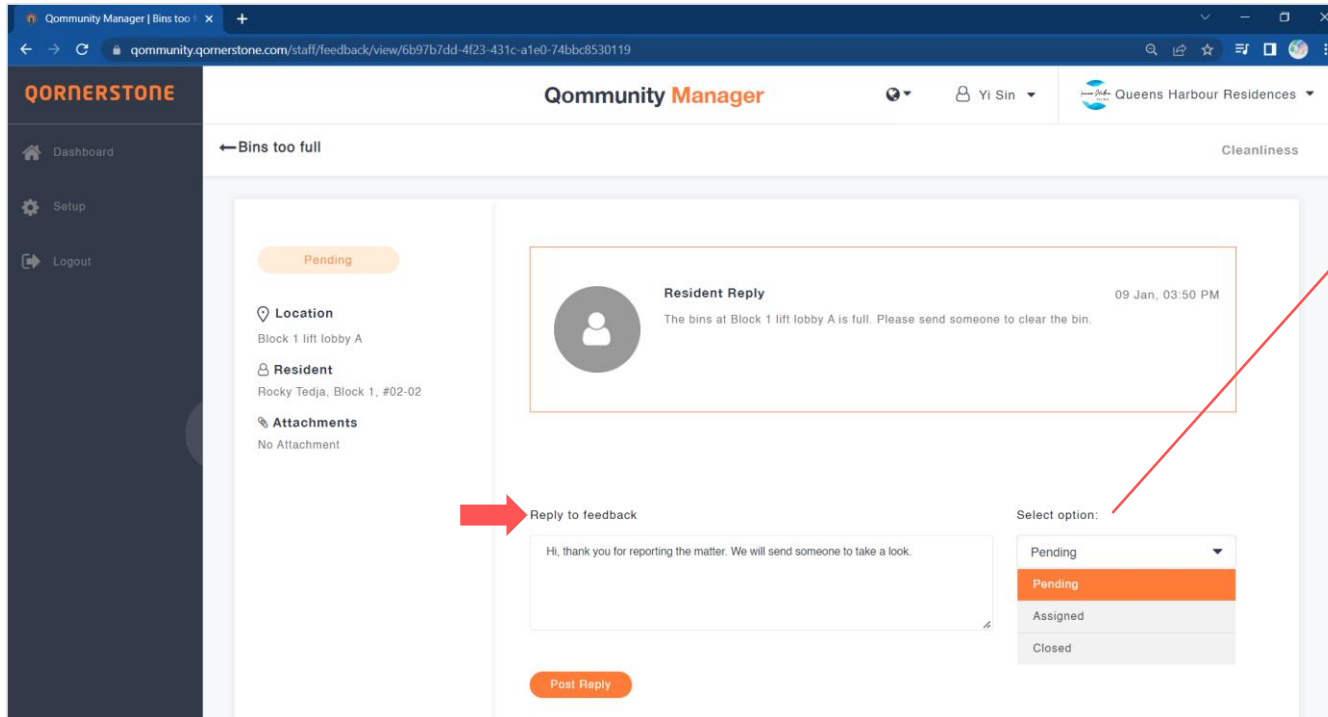 Qommunity Manager | Bins too f
qommunity.qornerstone.com/staff/feedback/view/6b97b7dd-4f23-431c-a1e0-74bbc8530119
QORNERSTONE
Qommunity Manager
Yi Sin
Queens Harbour Residences
Dashboard
Setup
Logout
Bins too full
Cleanliness
Pending
Location
Block 1 lift lobby A
Resident
Rocky Tedja, Block 1, #02-02
Attachments
No Attachment
Resident Reply
09 Jan, 03:50 PM
The bins at Block 1 lift lobby A is full. Please send someone to clear the bin.
Reply to feedback
Hi, thank you for reporting the matter. We will send someone to take a look.
Select option:
Pending
Pending
Assigned
Closed
Post Reply